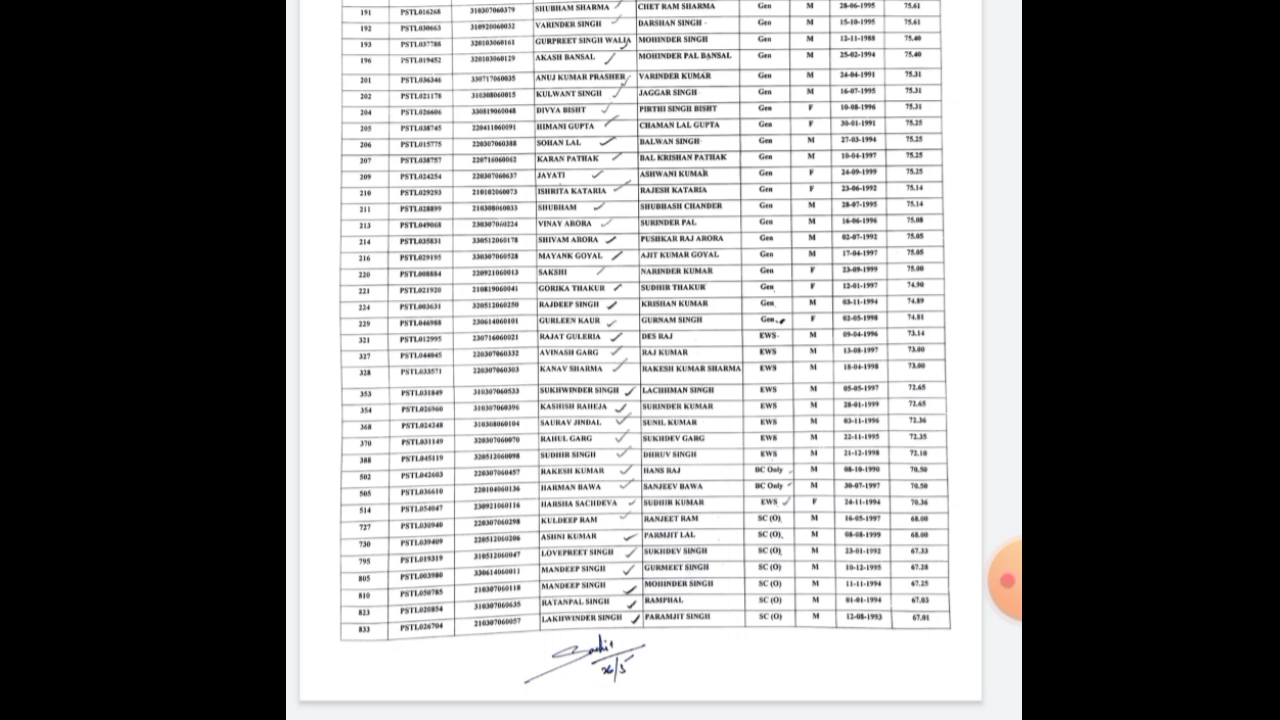 191 PSTL016268 310307060379 SHUBHAM SHARMA CHET RAM SHARMA Gen M 28-06-1995 75.61
192 PSTL030663 310920060032 VARINDER SINGH DARSHAN SINGH Gen M 15-10-1995 75.61
193 PSTL037788 320103060161 GURPREET SINGH WALIA MOHINDER SINGH Gen M 12-11-1988 75.40
196 PSTL019452 320103060129 AKASH BANSAL MOHINDER PAL BANSAL Gen M 25-02-1994 75.40
201 PSTL036346 330717060035 ANUJ KUMAR PRASHER VARINDER KUMAR Gen M 24-04-1991 75.31
202 PSTL021178 310308060015 KULWANT SINGH JAGGAR SINGH Gen M 16-07-1995 75.31
204 PSTL026606 330819060048 DIVYA BISHT PIRTHI SINGH BISHT Gen F 10-08-1996 75.31
205 PSTL038745 220411060091 HIMANI GUPTA CHAMAN LAL GUPTA Gen F 30-01-1991 75.25
206 PSTL015775 220307060388 SOHAN LAL BALWAN SINGH Gen M 27-03-1994 75.25
207 PSTL038757 220716060062 KARAN PATHAK BAL KRISHAN PATHAK Gen M 10-04-1997 75.25
209 PSTL024254 220307060637 JAYATI ASHWANI KUMAR Gen F 24-09-1999 75.25
210 PSTL029293 210102060073 ISHRITA KATARIA RAJESH KATARIA Gen F 23-06-1992 75.14
211 PSTL028899 210308060033 SHUBHAM SHUBHASH CHANDER Gen M 28-07-1995 75.14
213 PSTL049068 230307060224 VINAY ARORA SURINDER PAL Gen M 16-06-1996 75.08
214 PSTL035831 330512060178 SHIVAM ARORA PUSHKAR RAJ ARORA Gen M 02-07-1992 75.05
216 PSTL029195 330307060528 MAYANK GOYAL AJIT KUMAR GOYAL Gen M 17-04-1997 75.05
220 PSTL008884 220921060013 SAKSHI NARINDER KUMAR Gen F 23-09-1999 75.00
221 PSTL021920 210819060041 GORIKA THAKUR SUDHIR THAKUR Gen F 12-01-1997 74.90
224 PSTL003631 320512060250 RAJDEEP SINGH KRISHAN KUMAR Gen M 03-11-1994 74.89
229 PSTL046988 230614060101 GURLEEN KAUR GURNAM SINGH Gen F 02-05-1998 74.81
321 PSTL012995 230716060021 RAJAT GULERIA DES RAJ EWS M 09-04-1996 73.14
327 PSTL044045 220307060332 AVINASH GARG RAJ KUMAR EWS M 13-08-1997 73.00
328 PSTL033571 220307060303 KANAV SHARMA RAKESH KUMAR SHARMA EWS M 18-04-1998 73.00
353 PSTL031849 310307060533 SUKHWINDER SINGH LACHHMAN SINGH EWS M 05-05-1997 72.65
354 PSTL026960 310307060396 KASHISH RAHEJA SURINDER KUMAR EWS M 28-01-1999 72.65
368 PSTL024248 310308060104 SAURAV JINDAL SUNIL KUMAR EWS M 03-11-1996 72.36
370 PSTL031149 320307060070 RAHUL GARG SUKHDEV GARG EWS M 22-11-1995 72.35
388 PSTL045119 320512060098 SUDHIR SINGH DHRUV SINGH EWS M 21-12-1998 72.10
502 PSTL042603 220307060457 RAKESH KUMAR HANS RAJ BC Only M 08-10-1990 70.50
505 PSTL036610 220104060136 HARMAN BAWA SANJEEV BAWA BC Only M 30-07-1997 70.50
514 PSTL054047 230921060116 HARSHA SACHDEVA SUDHIR KUMAR EWS F 24-11-1994 70.36
727 PSTL030940 220307060298 KULDEEP RAM RANJEET RAM SC (O) M 16-05-1997 68.00
730 PSTL039409 220512060206 ASHNI KUMAR PARMJIT LAL SC (O) M 08-08-1999 68.00
795 PSTL019319 310512060047 LOVEPREET SINGH SUKHDEV SINGH SC (O) M 23-01-1992 67.33
805 PSTL003980 330614060011 MANDEEP SINGH GURMEET SINGH SC (O) M 10-12-1995 67.28
810 PSTL050785 210307060118 MANDEEP SINGH MOHINDER SINGH SC (O) M 11-11-1994 67.25
823 PSTL020854 310307060635 RATANPAL SINGH RAMPHAL SC (O) M 01-01-1994 67.03
833 PSTL026704 210307060057 LAKHWINDER SINGH PARAMJIT SINGH SC (O) M 12-08-1993 67.01
26/5